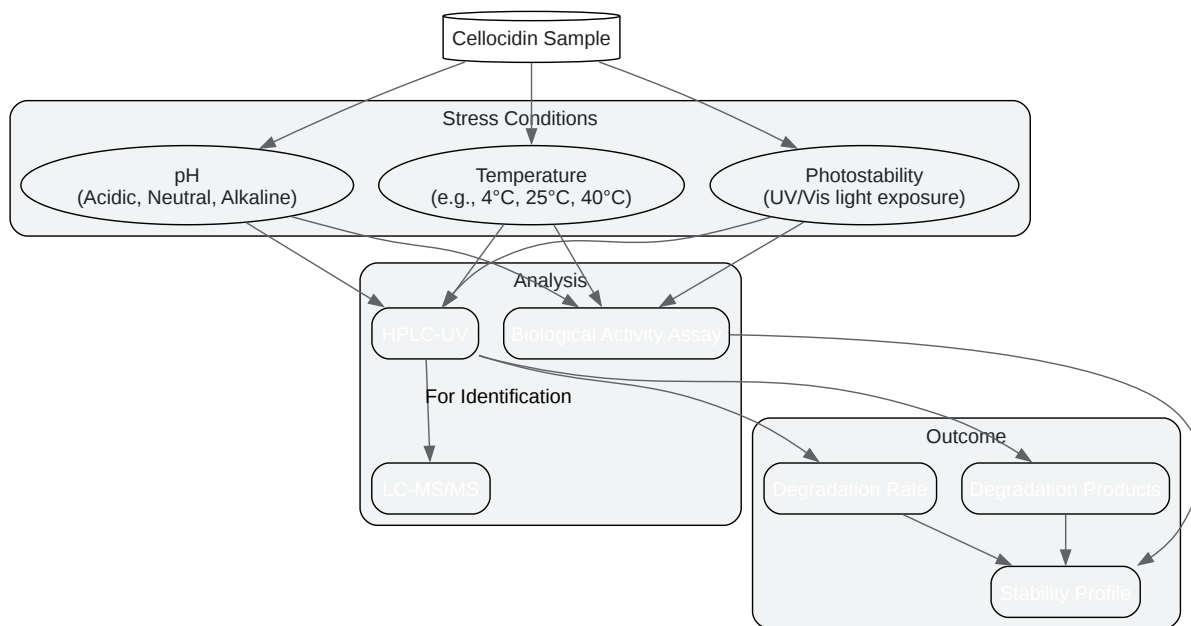 Cellocidin Sample
Stress Conditions
pH
(Acidic, Neutral, Alkaline)
Temperature
(e.g., 4°C, 25°C, 40°C)
Photostability
(UV/Vis light exposure)
Analysis
HPLC-UV
Biological Activity Assay
For Identification
LC-MS/MS
Outcome
Degradation Rate
Degradation Products
Stability Profile